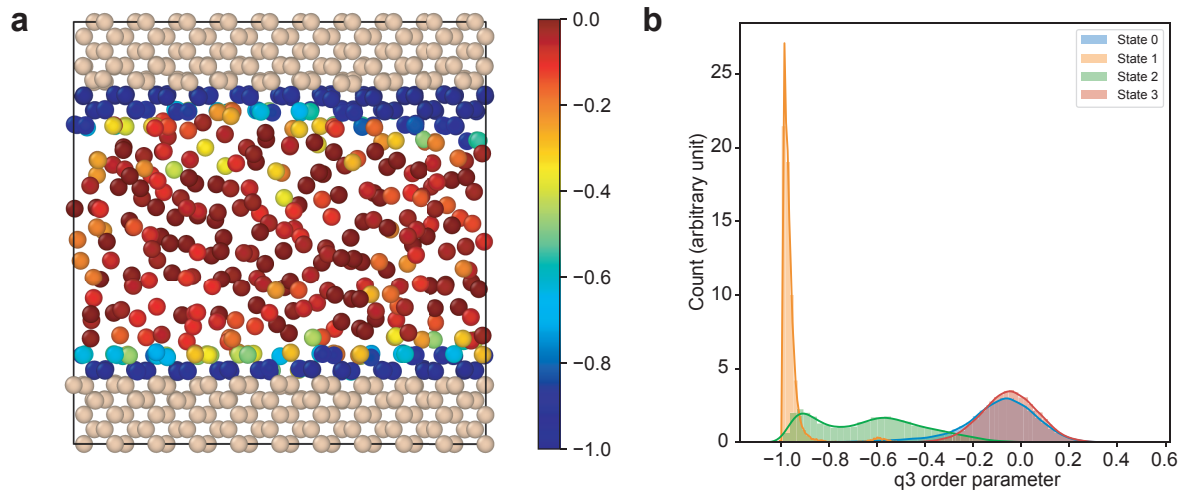 a
0.0
−0.2
−0.4
−0.6
−0.8
−1.0
b
Count (arbitrary unit)
25
20
15
10
5
0
State 0
State 1
State 2
State 3
−1.0 −0.8 −0.6 −0.4 −0.2 0.0 0.2 0.4 0.6
q3 order parameter